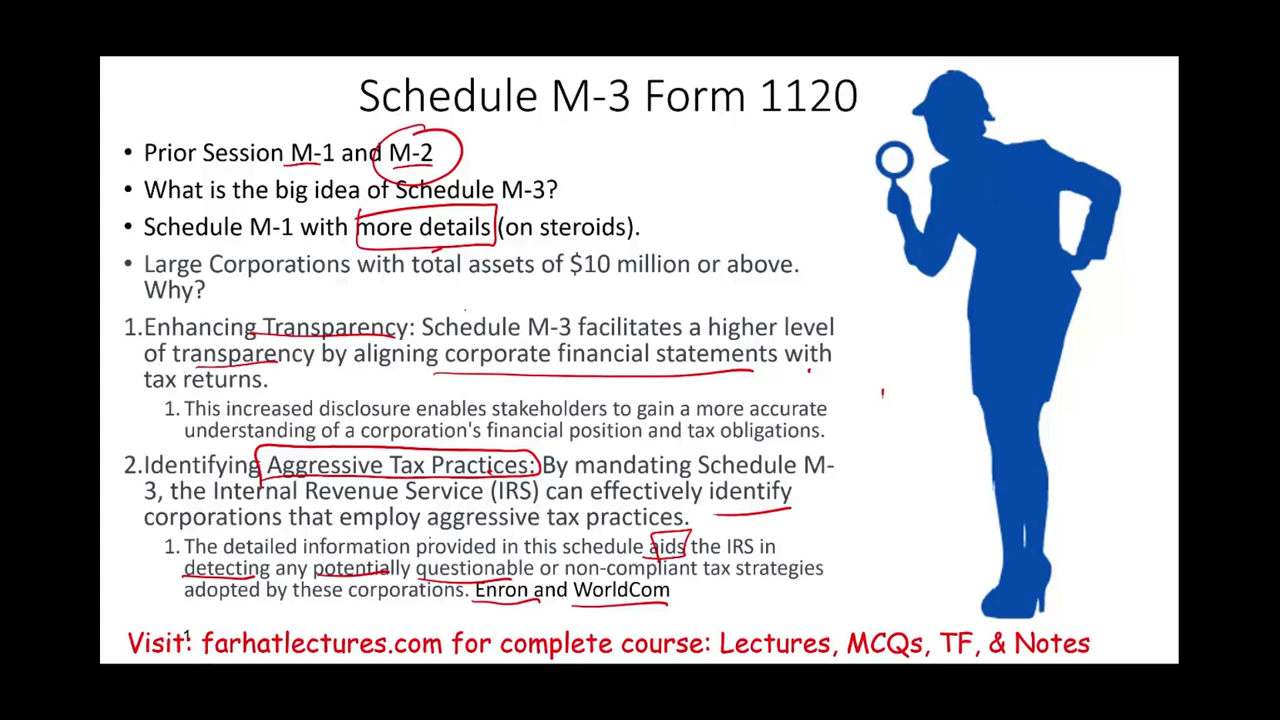 Schedule M-3 Form 1120
• Prior Session M-1 and M-2
• What is the big idea of Schedule M-3?
• Schedule M-1 with more details (on steroids).
• Large Corporations with total assets of $10 million or above.
Why?
1.Enhancing Transparency: Schedule M-3 facilitates a higher level
of transparency by aligning corporate financial statements with
tax returns.
1. This increased disclosure enables stakeholders to gain a more accurate
understanding of a corporation's financial position and tax obligations.
2.Identifying Aggressive Tax Practices: By mandating Schedule M-
3, the Internal Revenue Service (IRS) can effectively identify
corporations that employ aggressive tax practices.
1. The detailed information provided in this schedule aids the IRS in
detecting any potentially questionable or non-compliant tax strategies
adopted by these corporations. Enron and WorldCom
1
Visit: farhatlectures.com for complete course: Lectures, MCQs, TF, & Notes